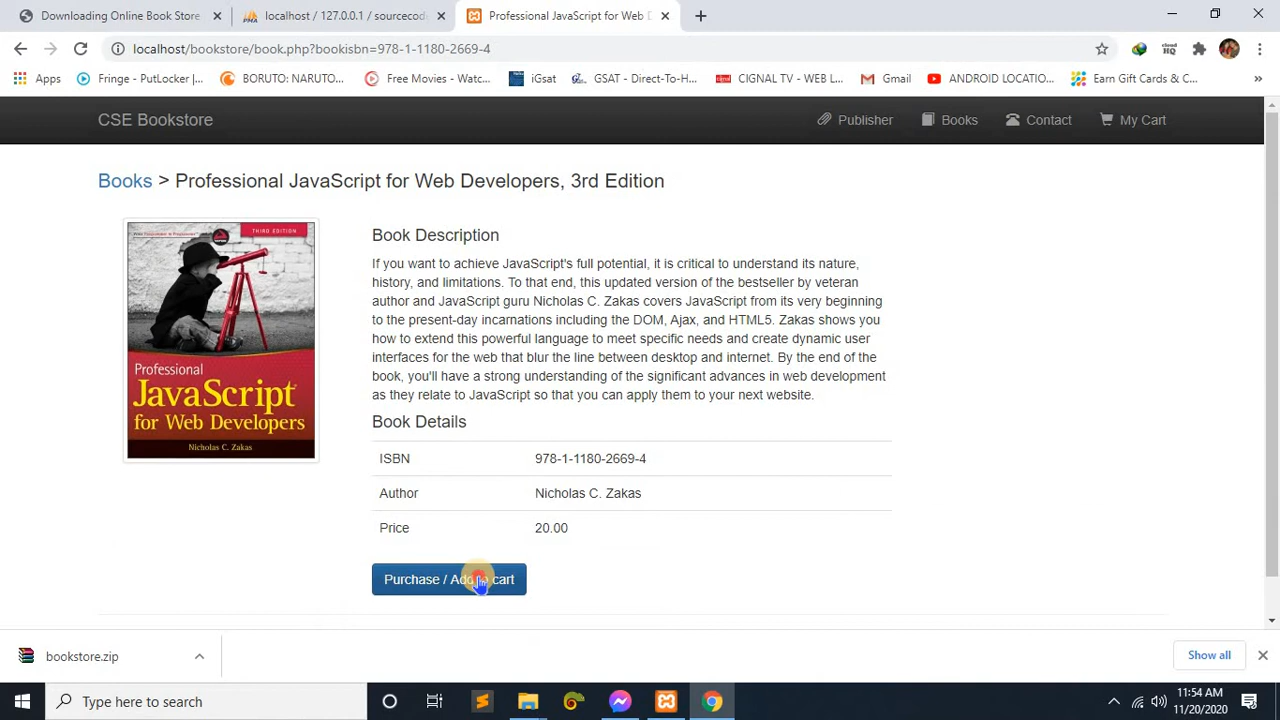 Downloading Online Book Store
localhost / 127.0.0.1 / sourcecod
Professional JavaScript for Web D
localhost/bookstore/book.php?bookisbn=978-1-1180-2669-4
Apps
Fringe - PutLocker |...
BORUTO: NARUTO...
Free Movies - Watc...
iGsat
GSAT - Direct-To-H...
CIGNAL TV - WEB L...
Gmail
ANDROID LOCATIO...
Earn Gift Cards & C...
CSE Bookstore
Publisher
Books
Contact
My Cart
Books > Professional JavaScript for Web Developers, 3rd Edition
THIRD EDITION
Professional
JavaScript
for Web Developers
Nicholas C. Zakas
Book Description
If you want to achieve JavaScript's full potential, it is critical to understand its nature,
history, and limitations. To that end, this updated version of the bestseller by veteran
author and JavaScript guru Nicholas C. Zakas covers JavaScript from its very beginning
to the present-day incarnations including the DOM, Ajax, and HTML5. Zakas shows you
how to extend this powerful language to meet specific needs and create dynamic user
interfaces for the web that blur the line between desktop and internet. By the end of the
book, you'll have a strong understanding of the significant advances in web development
as they relate to JavaScript so that you can apply them to your next website.
Book Details
ISBN 978-1-1180-2669-4
Author Nicholas C. Zakas
Price 20.00
Purchase / Add to cart
bookstore.zip
Show all
Type here to search
11:54 AM
11/20/2020